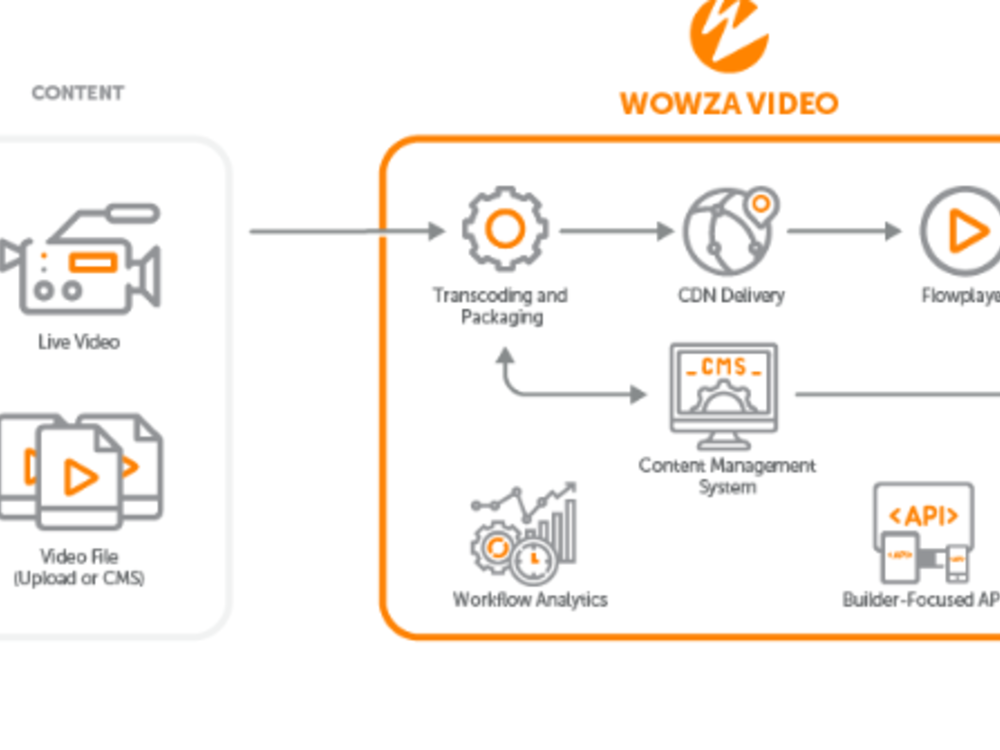 CONTENT
WOWZA VIDEO
Live Video
Video File
(Upload or CMS)
Transcoding and
Packaging
CDN Delivery
Flowplaye
_CMS_
Content Management
System
Workflow Analytics
<API>
Builder-Focused AP